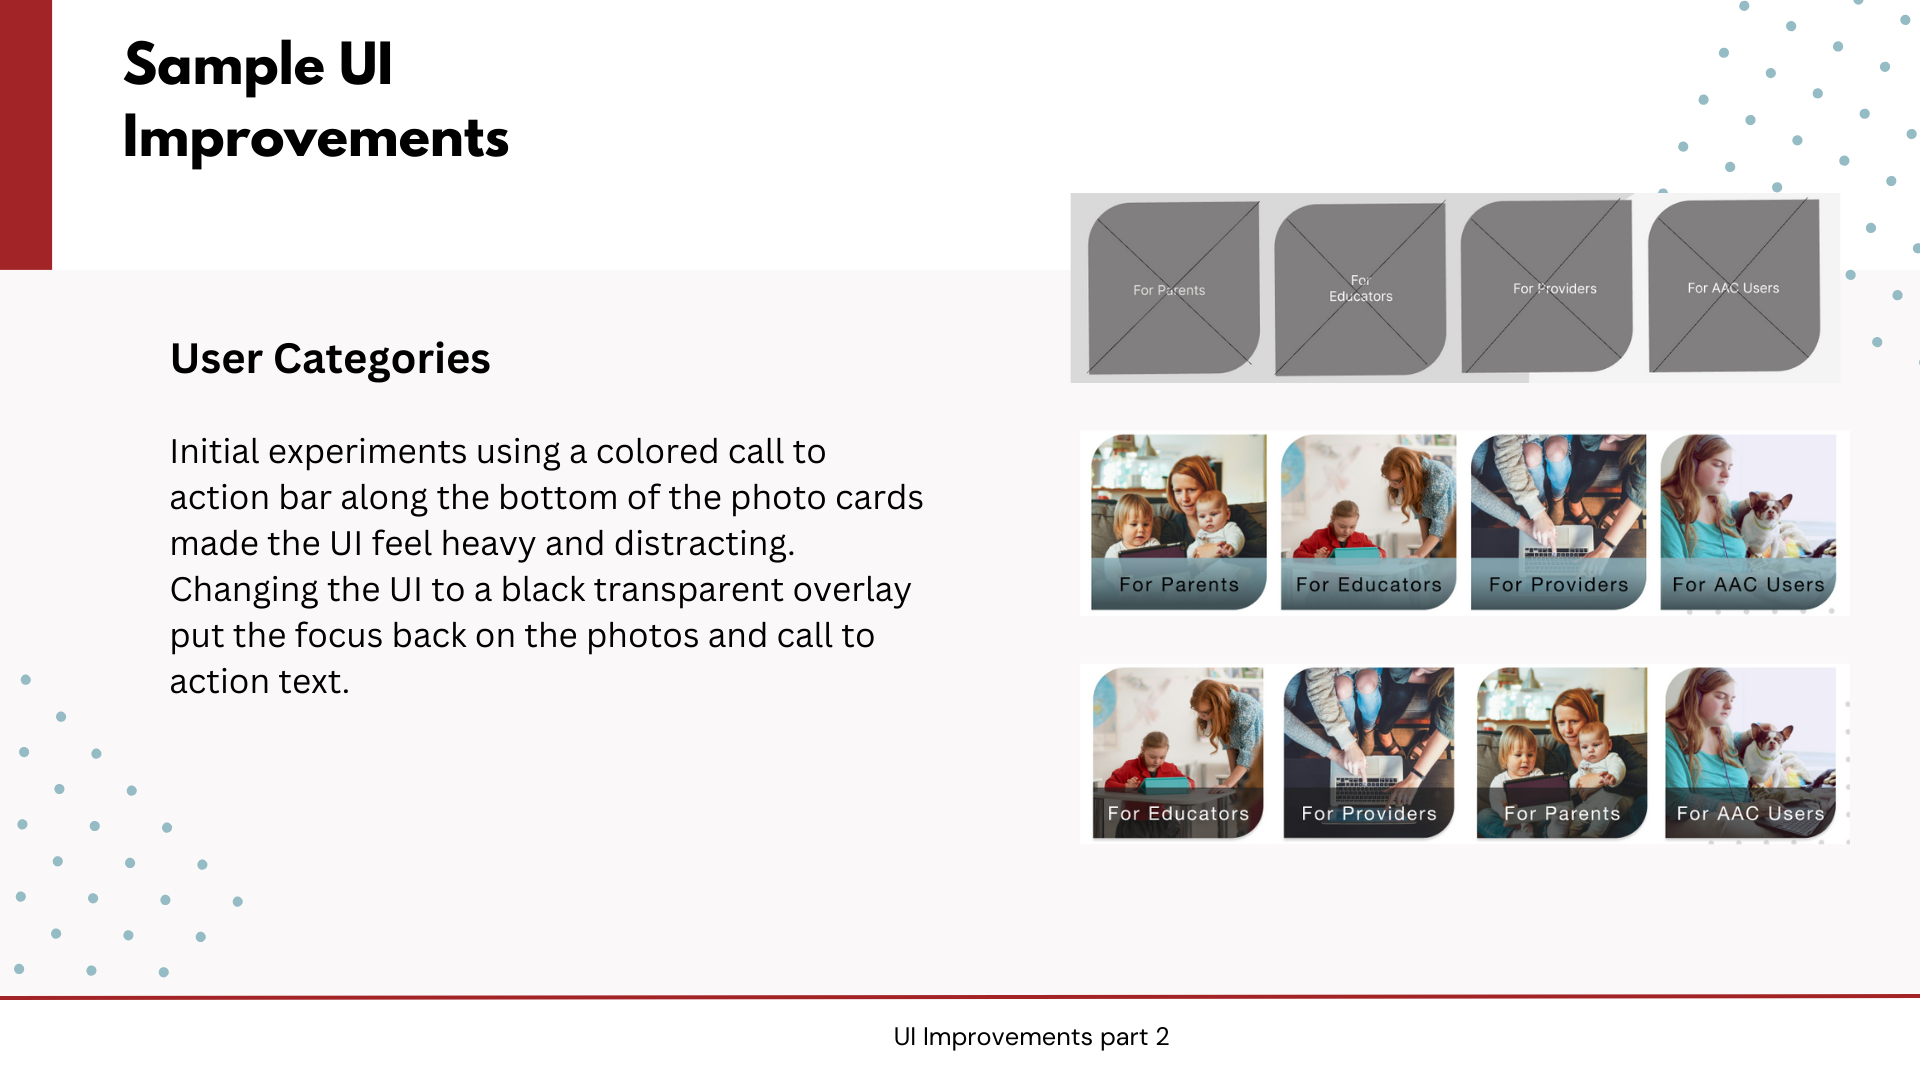 Sample UI
Improvements
User Categories
Initial experiments using a colored call to
action bar along the bottom of the photo cards
made the UI feel heavy and distracting.
Changing the UI to a black transparent overlay
put the focus back on the photos and call to
action text.
For Parents
For
Educators
For Providers
For AAC Users
For Parents
For Educators
For Providers
For AAC Users
For Educators
For Providers
For Parents
For AAC Users
UI Improvements part 2